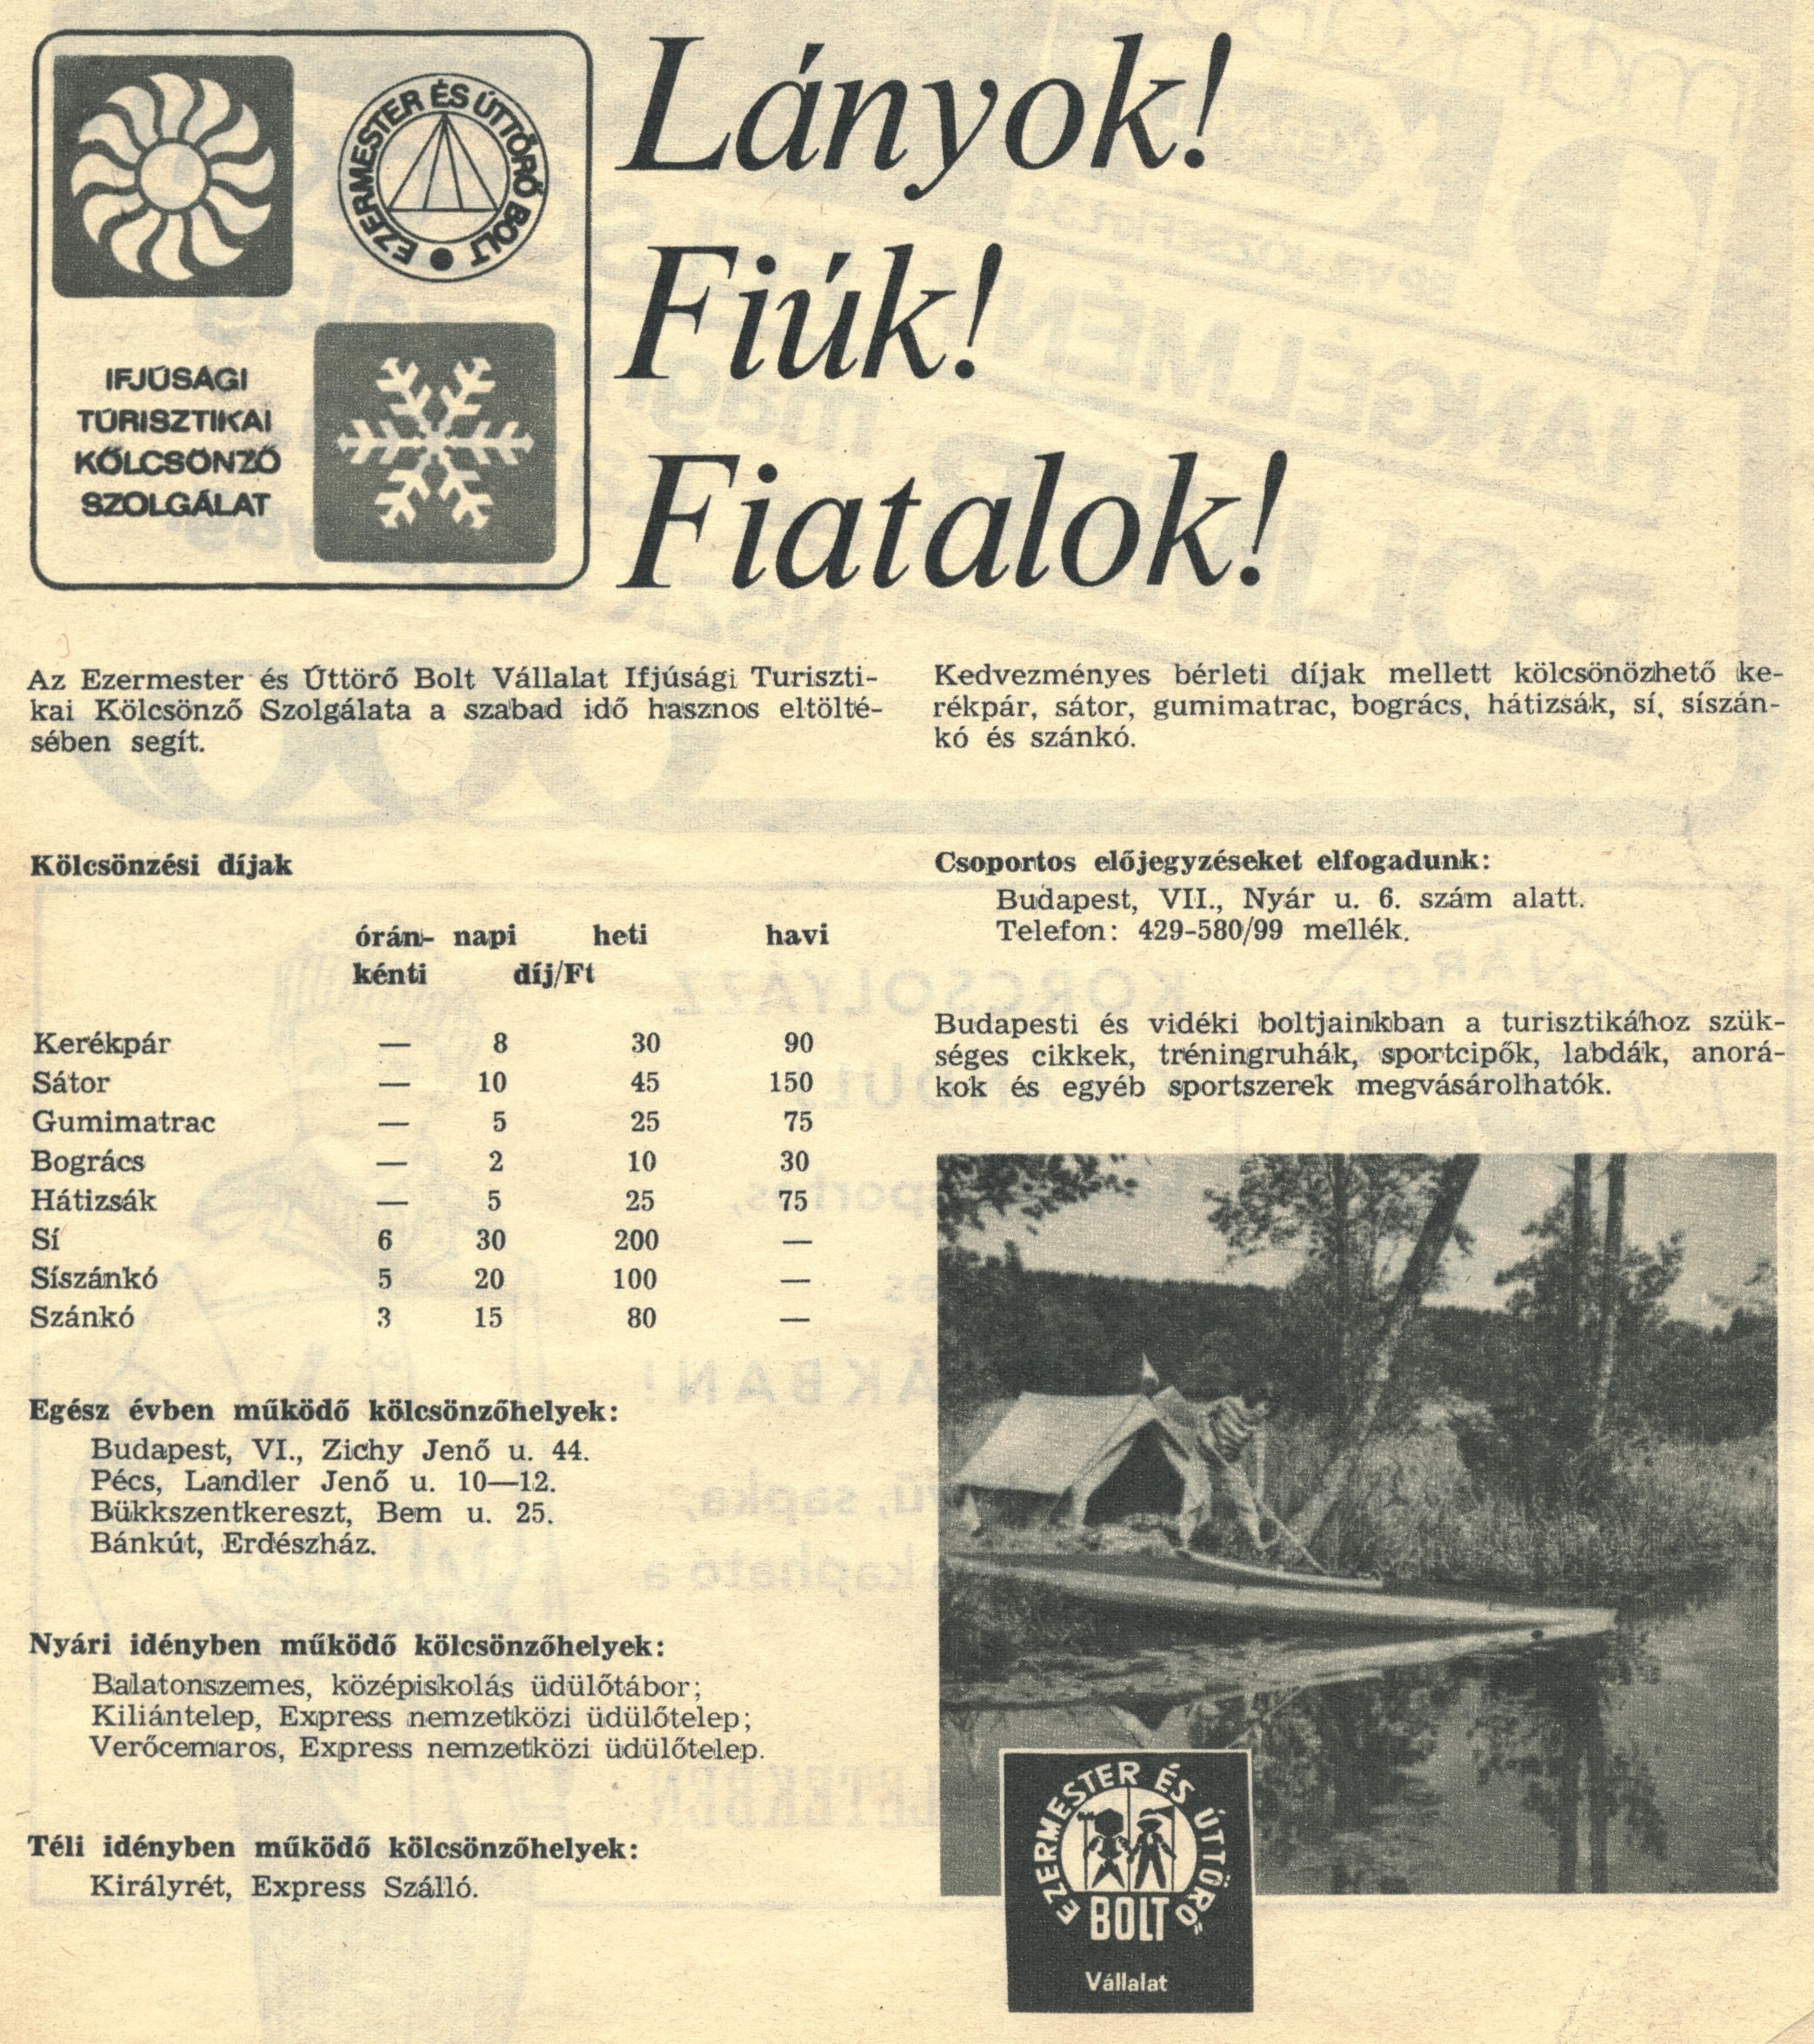 EZERMESTER ÉS ÚTTÖRŐ BOLT
IFJÚSÁGI
TÚRISZTIKAI
KŐLCSÖNZŐ
SZOLGÁLAT
Lányok!
Fiúk!
Fiatalok!
Az Ezermester és Úttörő Bolt Vállalat Ifjúsági Turiszti-
kai Kölcsönző Szolgálata a szabad idő hasznos eltölté-
sében segít.
Kedvezményes bérleti díjak mellett kölcsönözhető ke-
rékpár, sátor, gumimatrac, bogrács, hátizsák, sí, síszán-
kó és szánkó.
Kölcsönzési díjak
órán- napi heti havi
kénti díj/Ft
Kerékpár — 8 30 90
Sátor — 10 45 150
Gumimatrac — 5 25 75
Bogrács — 2 10 30
Hátizsák — 5 25 75
Sí 6 30 200 —
Síszánkó 5 20 100 —
Szánkó 3 15 80 —
Egész évben működő kölcsönzőhelyek:
Budapest, VI., Zichy Jenő u. 44.
Pécs, Landler Jenő u. 10—12.
Bükkszentkereszt, Bem u. 25.
Bánkút, Erdészház.
Nyári idényben működő kölcsönzőhelyek:
Balatonszemes, középiskolás üdülőtábor;
Kiliántelep, Express nemzetközi üdülőtelep;
Verőcemaros, Express nemzetközi üdülőtelep.
Téli idényben működő kölcsönzőhelyek:
Királyrét, Express Szálló.
Csoportos előjegyzéseket elfogadunk:
Budapest, VII., Nyár u. 6. szám alatt.
Telefon: 429-580/99 mellék.
Budapesti és vidéki boltjainkban a turisztikához szük-
séges cikkek, tréningruhák, sportcipők, labdák, anorá-
kok és egyéb sportszerek megvásárolhatók.
EZERMESTER ÉS ÚTTÖRŐ
BOLT
Vállalat